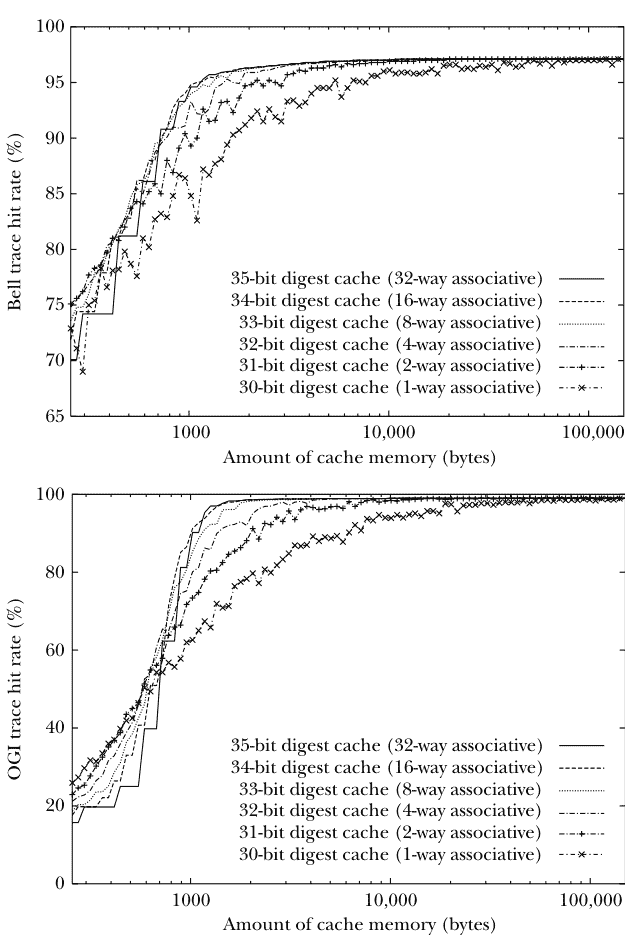 100
95
90
85
80
75
70
65
Bell trace hit rate (%)
35-bit digest cache (32-way associative)
34-bit digest cache (16-way associative)
33-bit digest cache (8-way associative)
32-bit digest cache (4-way associative)
31-bit digest cache (2-way associative)
30-bit digest cache (1-way associative)
1000 10,000 100,000
Amount of cache memory (bytes)
100
80
60
40
20
0
OGI trace hit rate (%)
35-bit digest cache (32-way associative)
34-bit digest cache (16-way associative)
33-bit digest cache (8-way associative)
32-bit digest cache (4-way associative)
31-bit digest cache (2-way associative)
30-bit digest cache (1-way associative)
1000 10,000 100,000
Amount of cache memory (bytes)